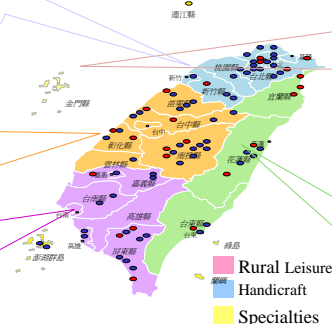 連江縣
基隆
桃園縣
台北縣
新竹
新竹縣
宜蘭縣
金門縣
苗栗縣
台中
台中縣
彰化縣
花蓮縣
雲林縣
嘉義縣
台南縣
台南
高雄縣
台東縣
台東
高雄
屏東縣
綠島
澎湖群島
蘭嶼
Rural Leisure
Handicraft
Specialties